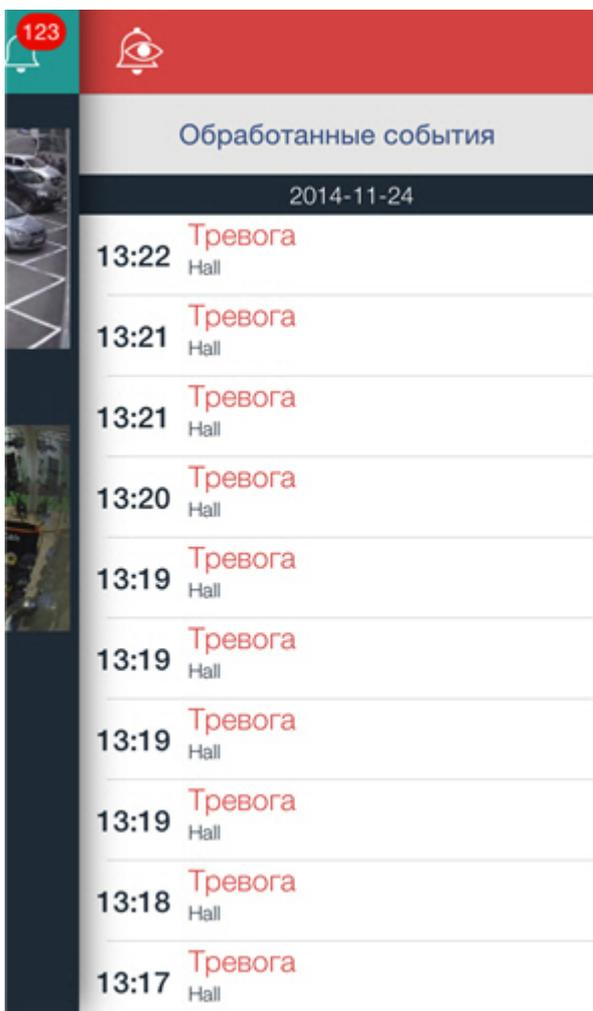 123
Обработанные события
2014-11-24
13:22
Тревога
Hall
13:21
Тревога
Hall
13:21
Тревога
Hall
13:20
Тревога
Hall
13:19
Тревога
Hall
13:19
Тревога
Hall
13:19
Тревога
Hall
13:19
Тревога
Hall
13:18
Тревога
Hall
13:17
Тревога
Hall